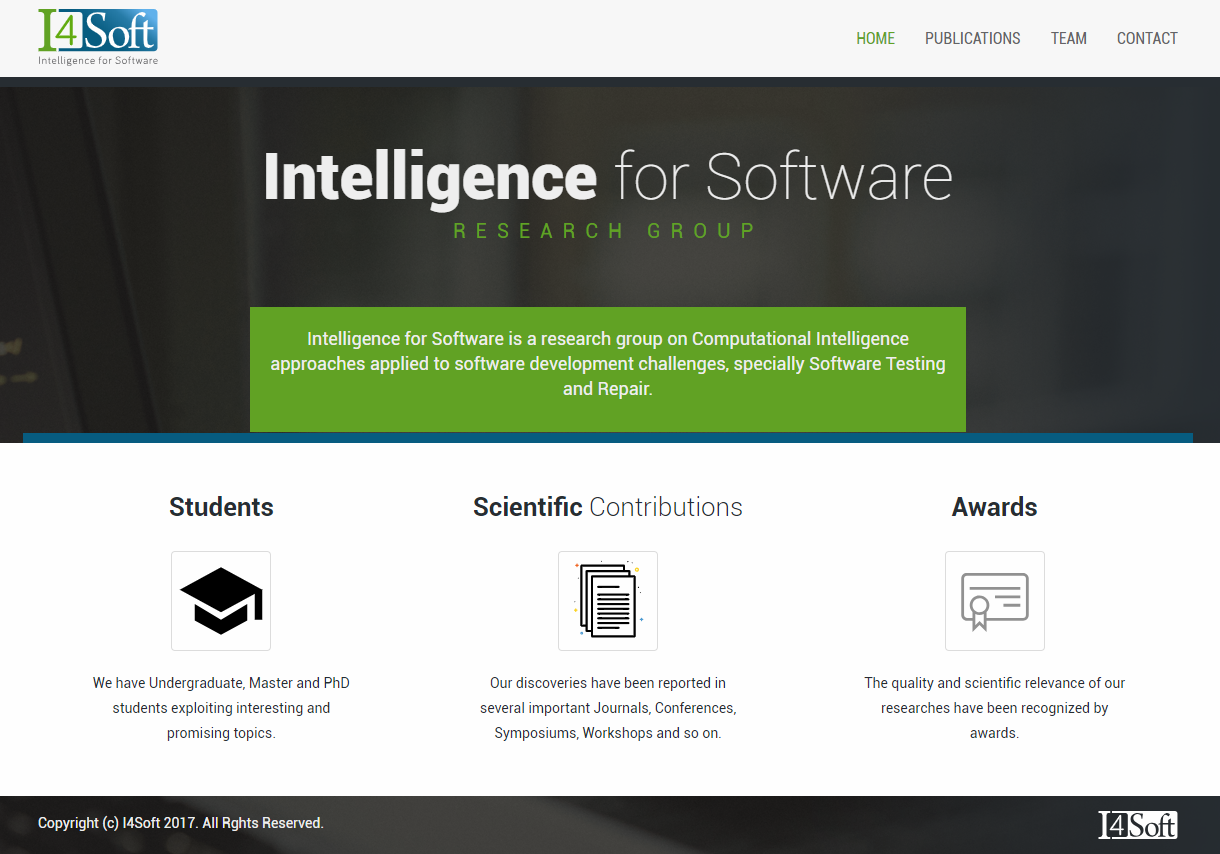 I4Soft
Intelligence for Software
HOME PUBLICATIONS TEAM CONTACT
Intelligence for Software
RESEARCH GROUP
Intelligence for Software is a research group on Computational Intelligence
approaches applied to software development challenges, specially Software Testing
and Repair.
Students
We have Undergraduate, Master and PhD
students exploiting interesting and
promising topics.
Scientific Contributions
Our discoveries have been reported in
several important Journals, Conferences,
Symposiums, Workshops and so on.
Awards
The quality and scientific relevance of our
researches have been recognized by
awards.
Copyright (c) I4Soft 2017. All Rghts Reserved.
I4Soft